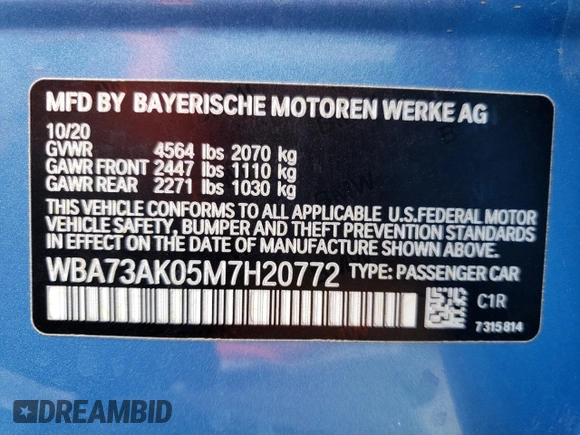 MFD BY BAYERISCHE MOTOREN WERKE AG
10/20
GVWR 4564 lbs 2070 kg
GAWR FRONT 2447 lbs 1110 kg
GAWR REAR 2271 lbs 1030 kg
THIS VEHICLE CONFORMS TO ALL APPLICABLE U.S.FEDERAL MOTOR
VEHICLE SAFETY, BUMPER AND THEFT PREVENTION STANDARDS
IN EFFECT ON THE DATE OF MANUFACTURE SHOWN ABOVE.
WBA73AK05M7H20772 TYPE: PASSENGER CAR
C1R
7315814
DREAMBID